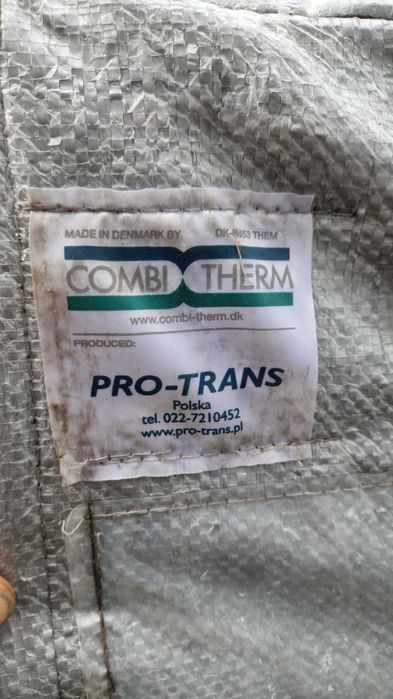 MADE IN DENMARK BY DK-8653 THEM
COMBI THERM
www.combi-therm.dk
PRODUCED:
PRO-TRANS
Polska
tel. 022-7210452
www.pro-trans.pl